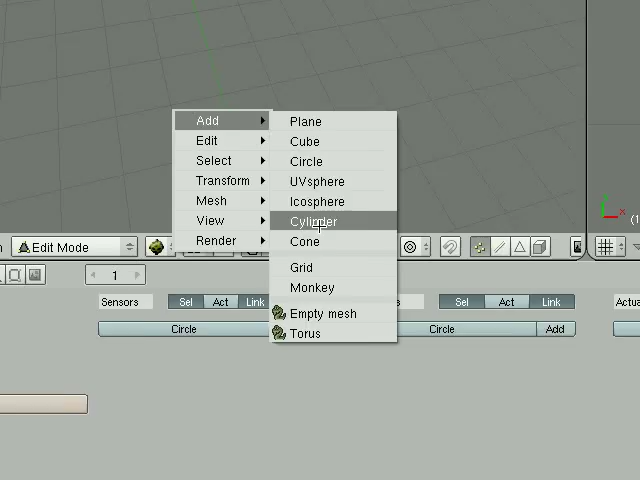 Add
Plane
Edit
Cube
Select
Circle
Transform
UVsphere
Mesh
Icosphere
View
Cylinder
Render
Cone
Grid
Monkey
Empty mesh
Torus
Edit Mode
x
1
Sensors
Sel
Act
Link
Sel
Act
Link
Circle
Circle
Add